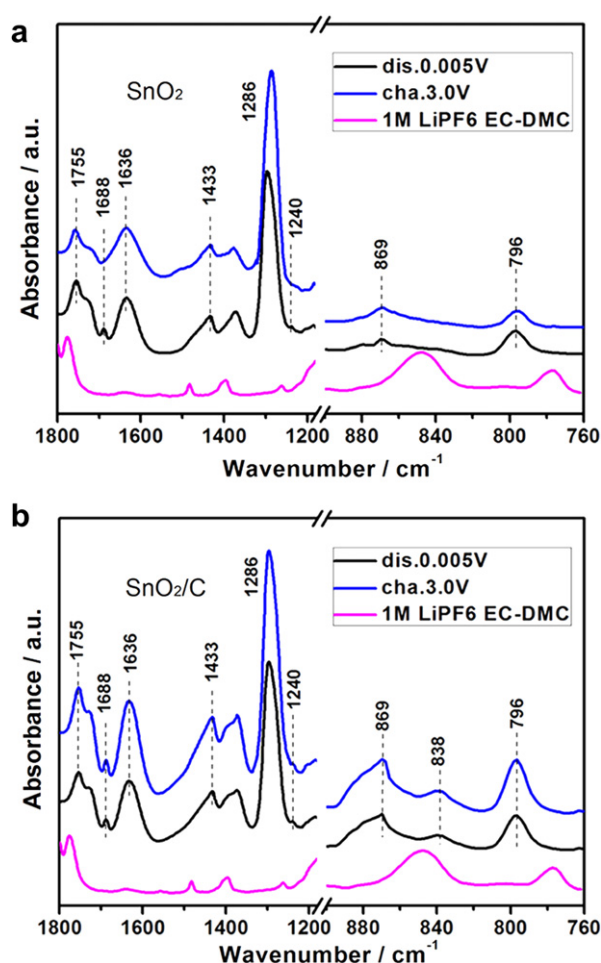 a
SnO₂
dis.0.005V
cha.3.0V
1M LiPF6 EC-DMC
1755
1688
1636
1433
1286
1240
869
796
Absorbance / a.u.
1800 1600 1400 1200 880 840 800 760
Wavenumber / cm⁻¹
b
SnO₂/C
dis.0.005V
cha.3.0V
1M LiPF6 EC-DMC
1755
1688
1636
1433
1286
1240
869
838
796
Absorbance / a.u.
1800 1600 1400 1200 880 840 800 760
Wavenumber / cm⁻¹